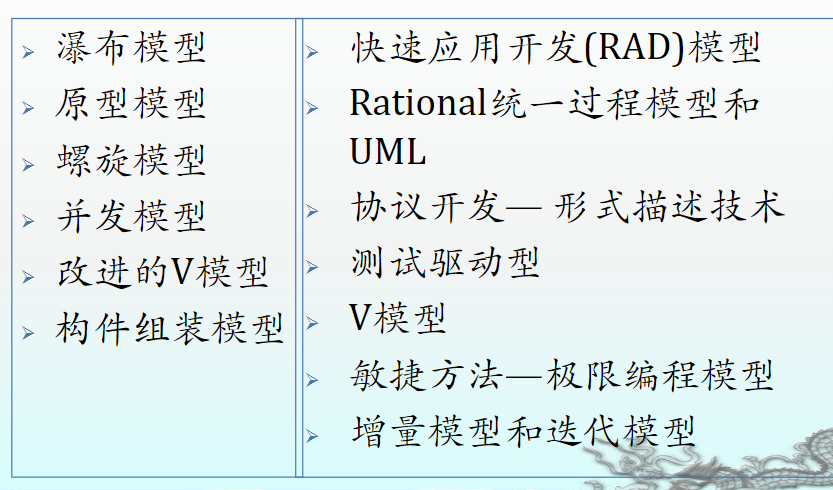 瀑布模型
原型模型
螺旋模型
并发模型
改进的V模型
构件组装模型
快速应用开发(RAD)模型
Rational统一过程模型和
UML
协议开发— 形式描述技术
测试驱动型
V模型
敏捷方法—极限编程模型
增量模型和迭代模型